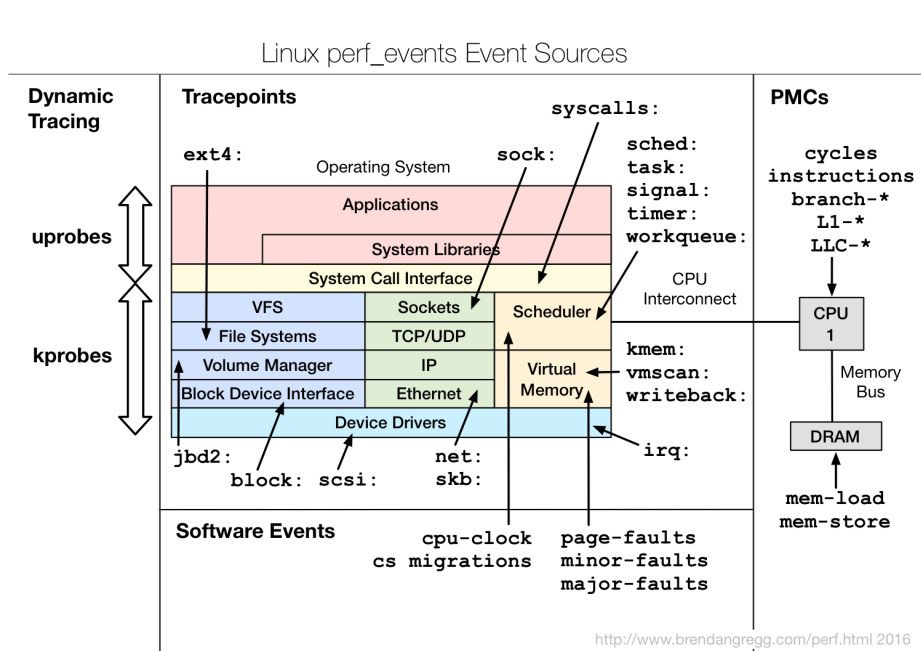 Linux perf_events Event Sources
Dynamic
Tracing
uprobes
kprobes
Tracepoints
syscalls:
ext4:
sock:
sched:
task:
signal:
timer:
workqueue:
Operating System
Applications
System Libraries
System Call Interface
VFS
Sockets
Scheduler
File Systems
TCP/UDP
Volume Manager
IP
Virtual
Memory
Block Device Interface
Ethernet
Device Drivers
CPU
Interconnect
kmem:
vmscan:
writeback:
jbd2:
block:
scsi:
net:
skb:
irq:
Software Events
cpu-clock
cs migrations
page-faults
minor-faults
major-faults
PMCs
cycles
instructions
branch-*
L1-*
LLC-*
CPU
1
Memory
Bus
DRAM
mem-load
mem-store
http://www.brendangregg.com/perf.html 2016